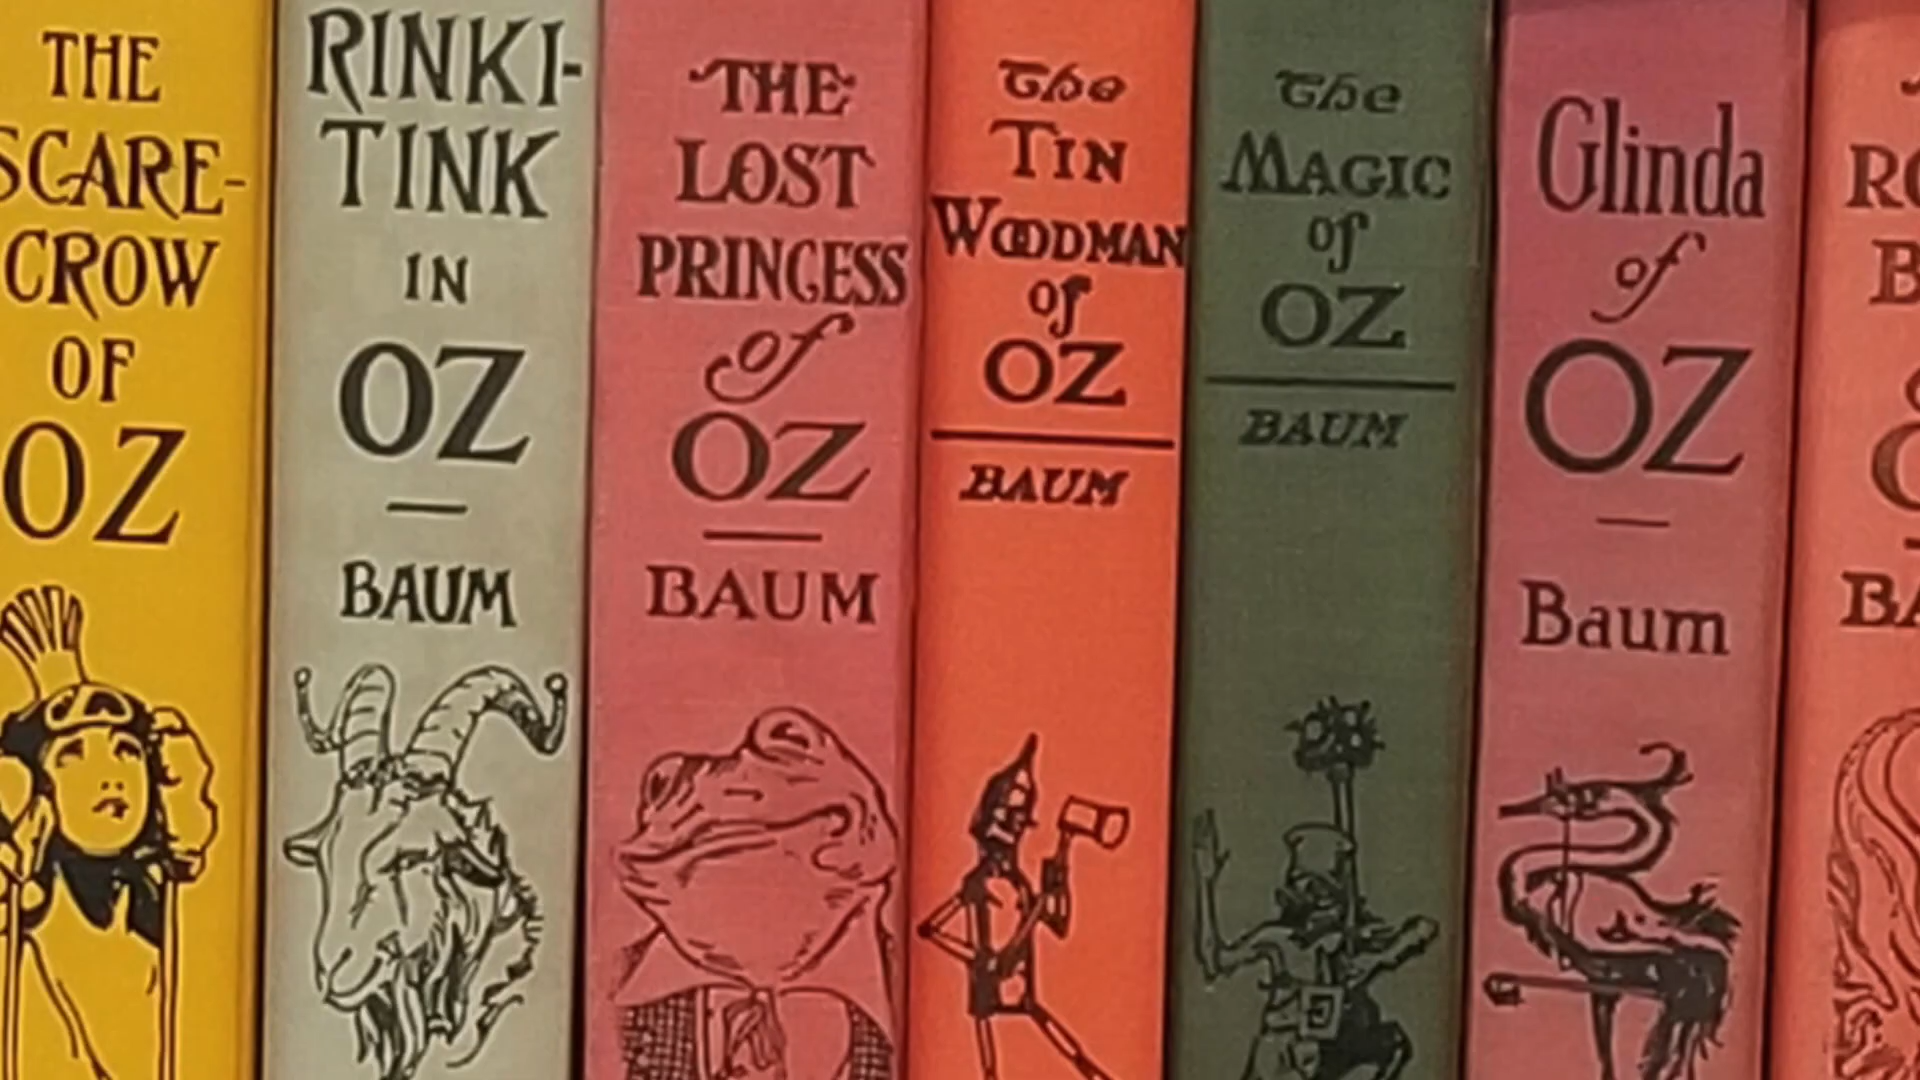 THE
SCARE-
CROW
OF
OZ
RINKI-
TINK
IN
OZ
BAUM
THE
LOST
PRINCESS
of
OZ
BAUM
The
TIN
WOODMAN
of
OZ
BAUM
The
MAGIC
of
OZ
BAUM
Glinda
of
OZ
Baum